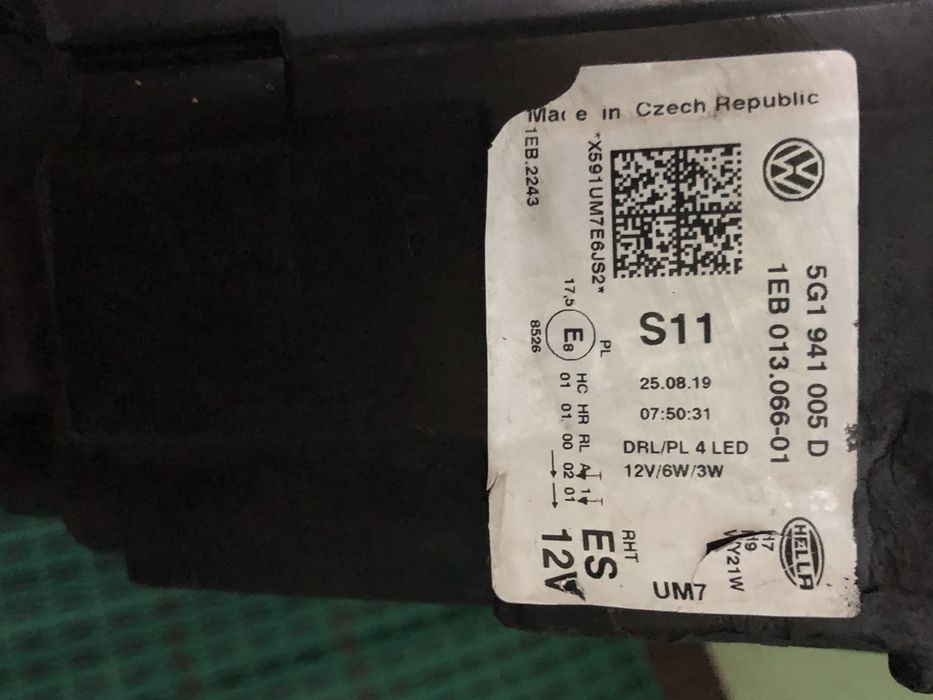 Made in Czech Republic
1EB.2243
*X591UM7E6JS2*
5G1 941 005 D
1EB 013.066-01
S11
25.08.19
07:50:31
DRL/PL 4 LED
12V/6W/3W
17,5
E8
8526
PL
HC HR RL A 1
01 01 00 02 01
RHT
ES
12V
UM7
HELLA
H7
Y21W